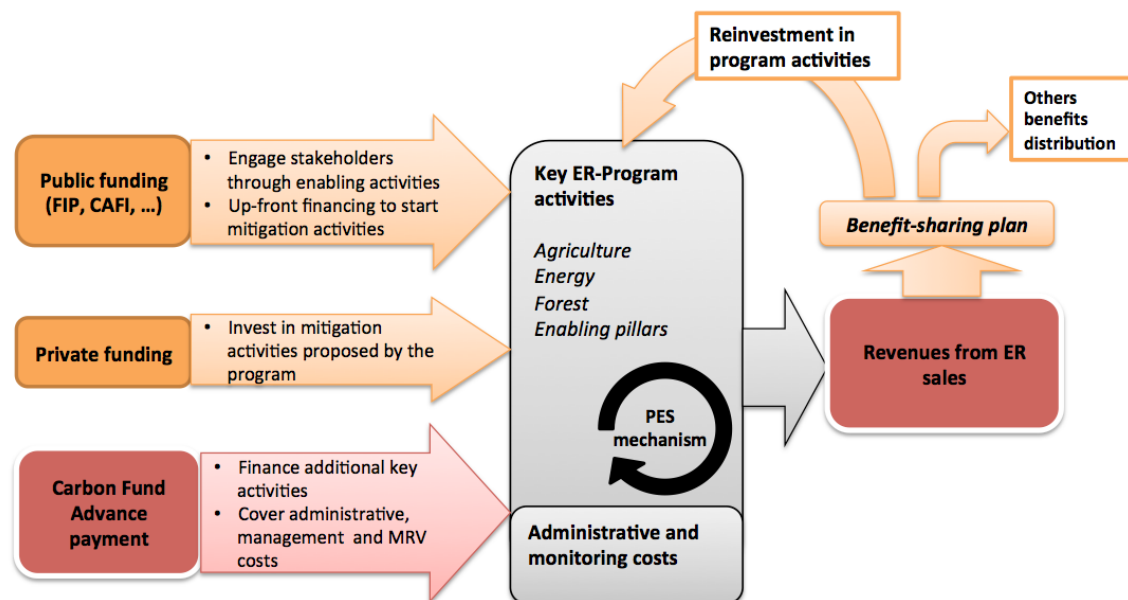 Reinvestment in
program activities
Others
benefits
distribution
Public funding
(FIP, CAFI, …)
• Engage stakeholders
through enabling activities
• Up-front financing to start
mitigation activities
Key ER-Program
activities
Agriculture
Energy
Forest
Enabling pillars
Benefit-sharing plan
Private funding
• Invest in mitigation
activities proposed by the
program
Revenues from ER
sales
PES
mechanism
Carbon Fund
Advance
payment
• Finance additional key
activities
• Cover administrative,
management and MRV
costs
Administrative and
monitoring costs